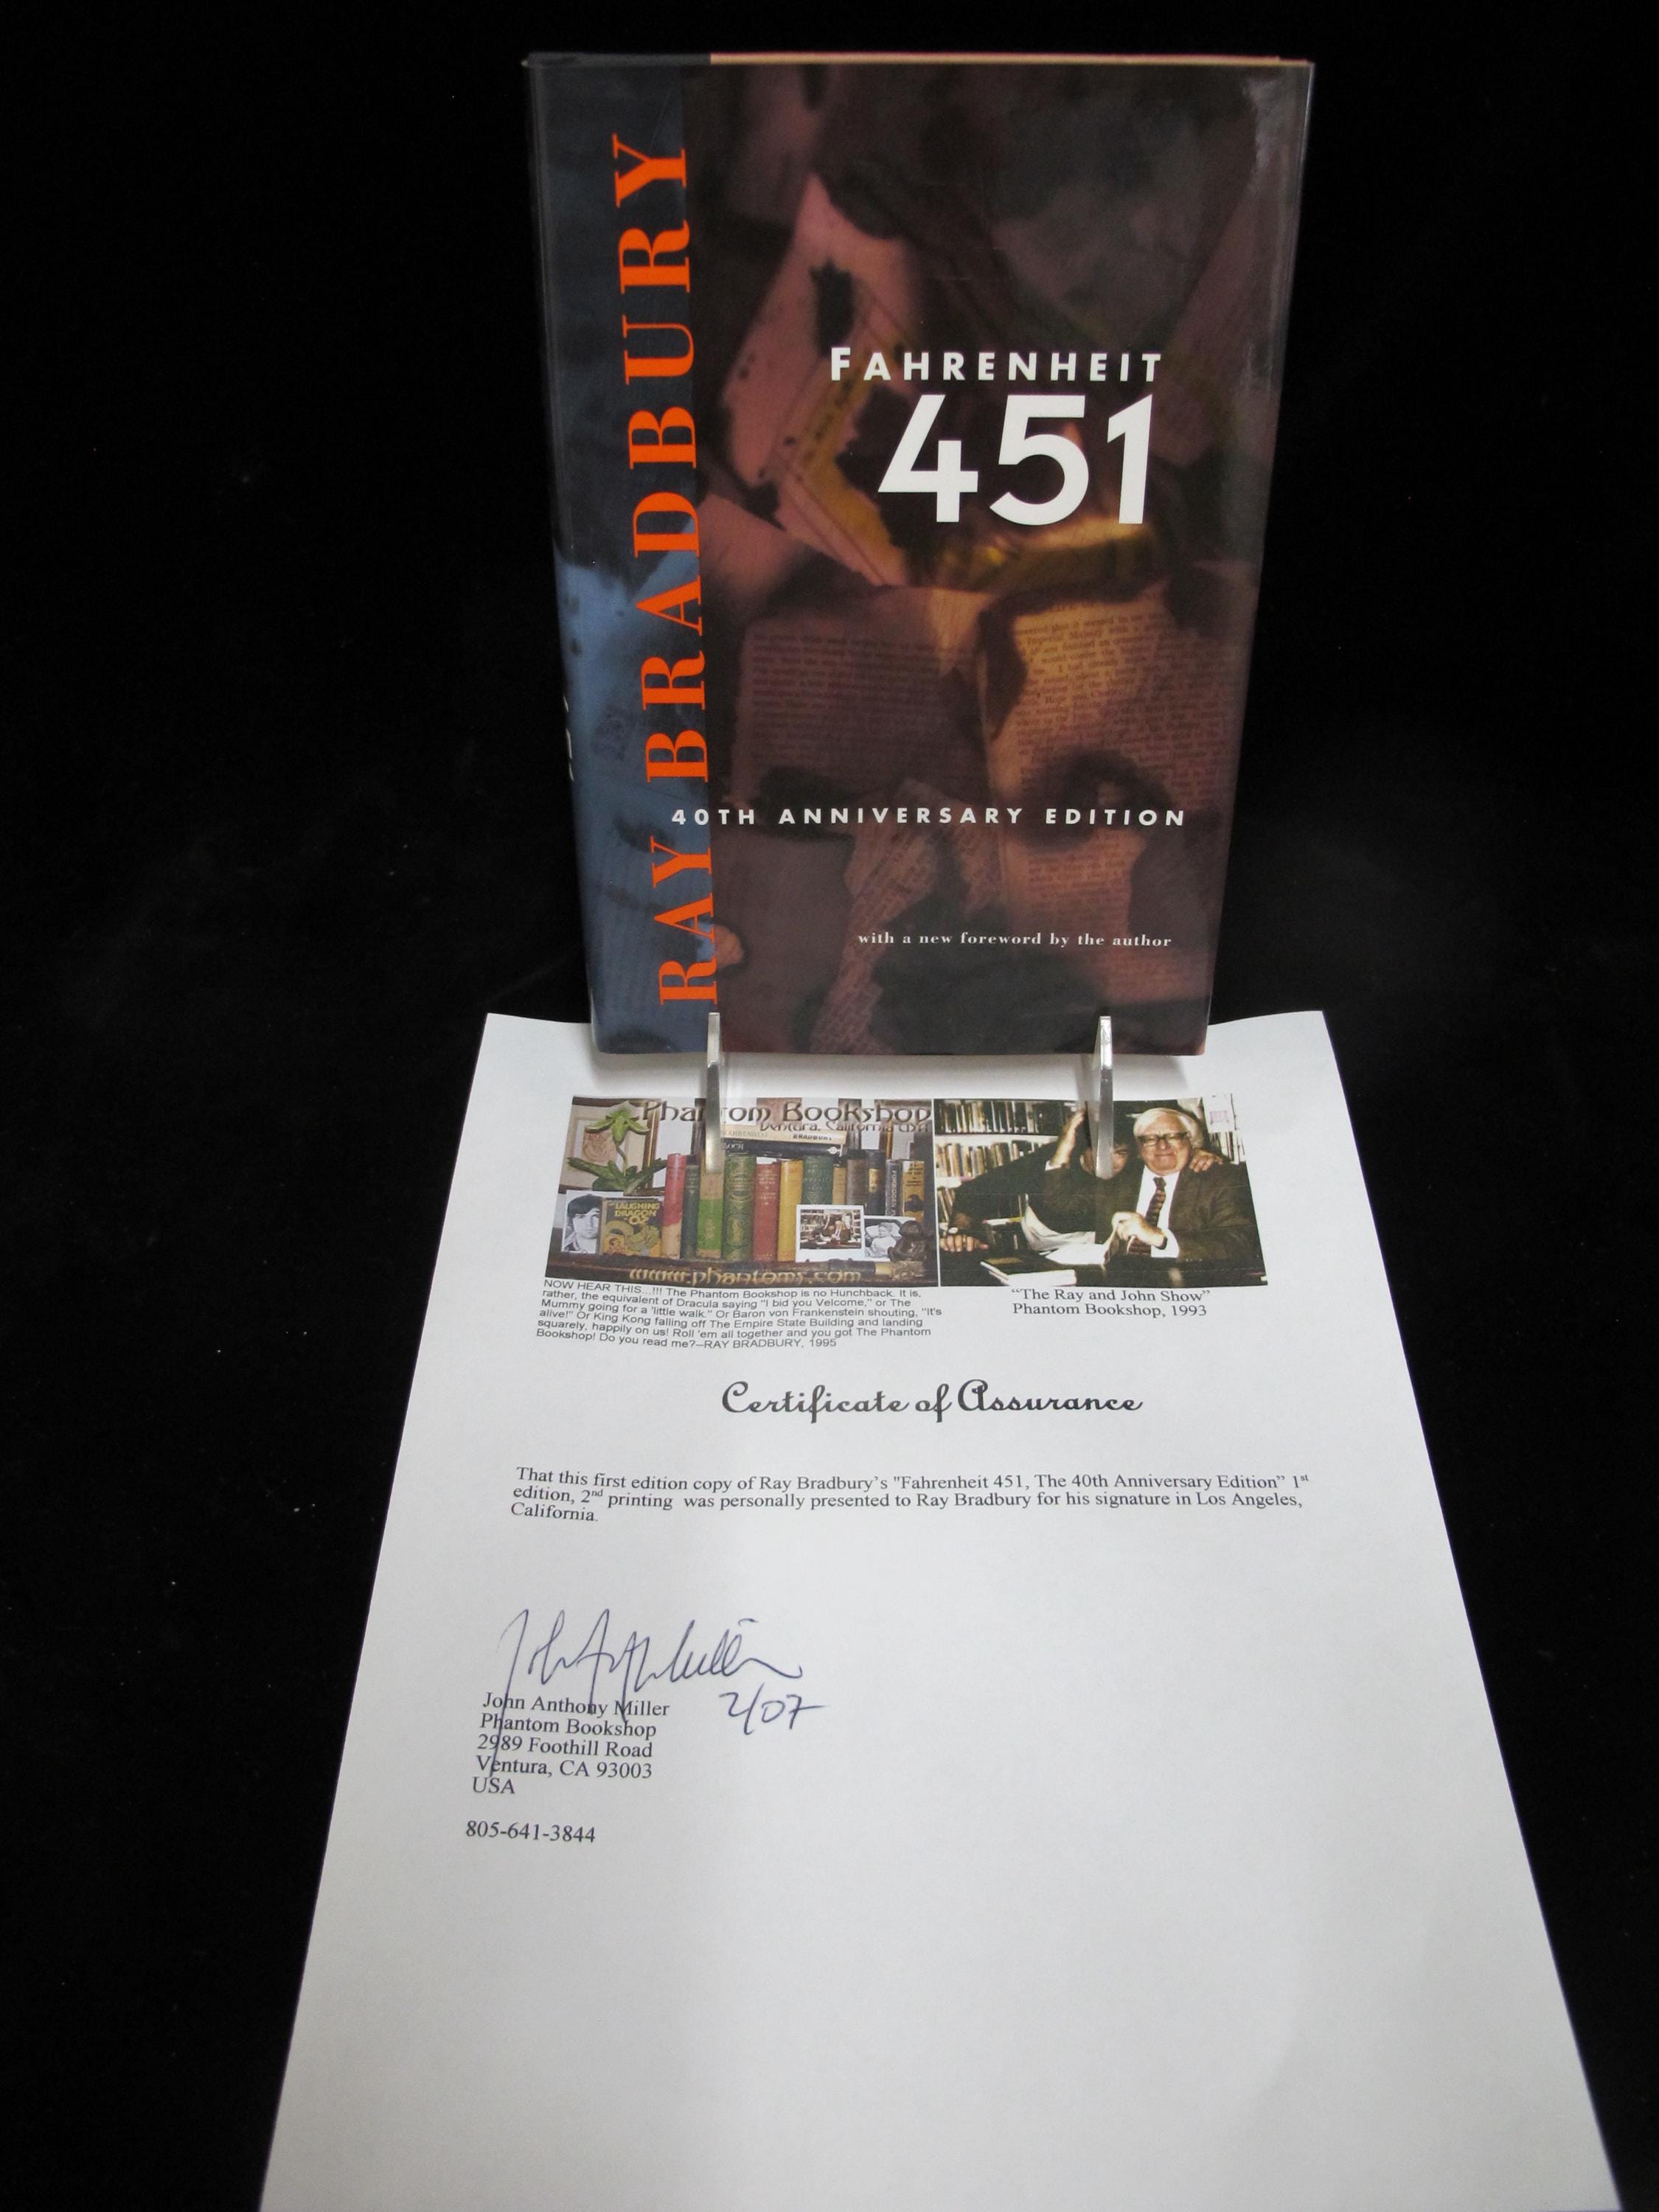 RAY BRADBURY
FAHRENHEIT
451
40TH ANNIVERSARY EDITION
with a new foreword by the author
Phantom Bookshop
Ventura, California USA
BRADBURY
LAUGHING
DRAGON
OZ
www.phantoms.com
NOW HEAR THIS...!!! The Phantom Bookshop is no Hunchback. It is,
rather, the equivalent of Dracula saying "I bid you Velcome," or The
Mummy going for a 'little walk.' Or Baron von Frankenstein shouting, "It's
alive!" Or King Kong falling off The Empire State Building and landing
squarely, happily on us! Roll 'em all together and you got The Phantom
Bookshop! Do you read me?--RAY BRADBURY, 1995
“The Ray and John Show”
Phantom Bookshop, 1993
Certificate of Assurance
That this first edition copy of Ray Bradbury’s "Fahrenheit 451, The 40th Anniversary Edition” 1st
edition, 2nd printing was personally presented to Ray Bradbury for his signature in Los Angeles,
California.
2/07
John Anthony Miller
Phantom Bookshop
2989 Foothill Road
Ventura, CA 93003
USA
805-641-3844